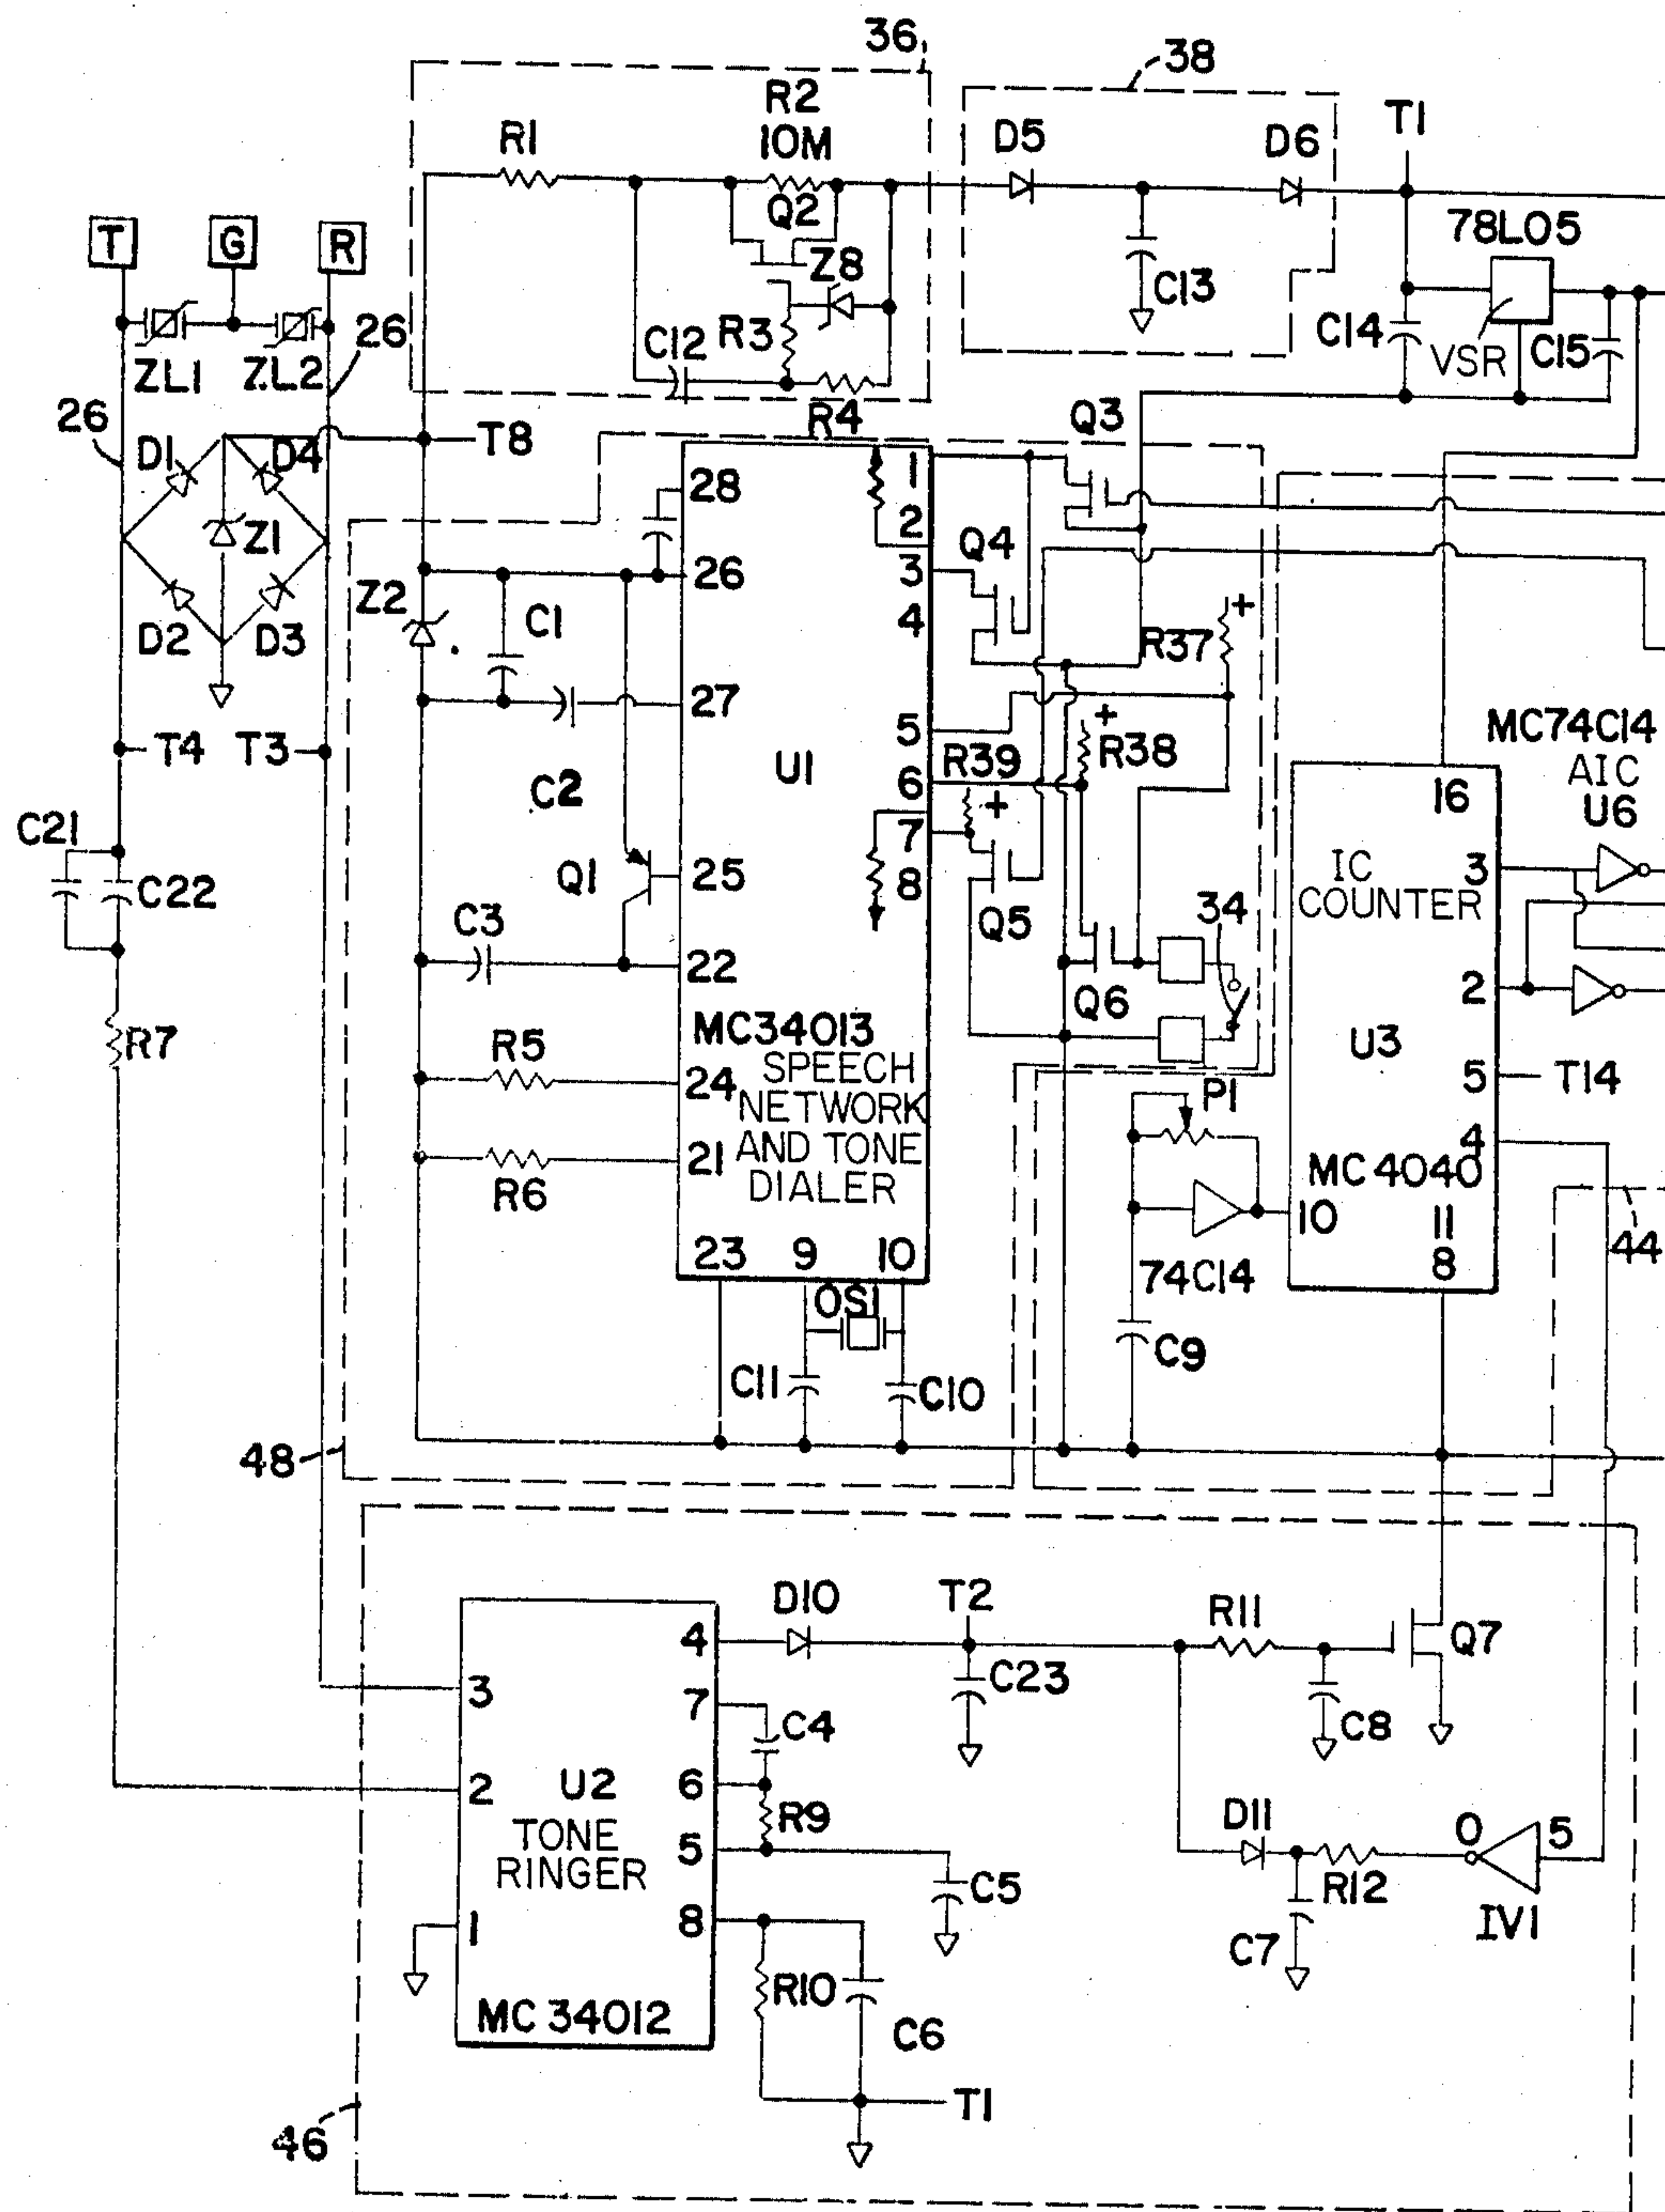 36
38
R2
10M
R1
D5
D6
T1
Q2
Z8
C13
78L05
T
G
R
ZL1
ZL2
26
R3
C12
R4
C14
VSR
C15
26
D1
D4
T8
Q3
Z1
D2
D3
28
1
2
Q4
3
26
Z2
C1
4
R37
+
27
5
+
R38
T4
T3
U1
R39
+
6
MC74C14
AIC
U6
C2
16
C21
C22
7
8
Q1
25
Q5
34
IC
COUNTER
3
C3
22
Q6
2
R7
MC34013
SPEECH
NETWORK
AND TONE
DIALER
R5
24
21
R6
U3
5
T14
P1
4
MC4040
10
11
8
44
23
9
10
OS1
74C14
C9
C11
C10
48
D10
T2
R11
Q7
4
3
7
C23
C4
C8
2
U2
TONE
RINGER
6
R9
5
D11
0
5
R12
C5
IV1
1
8
C7
R10
C6
MC34012
T1
46